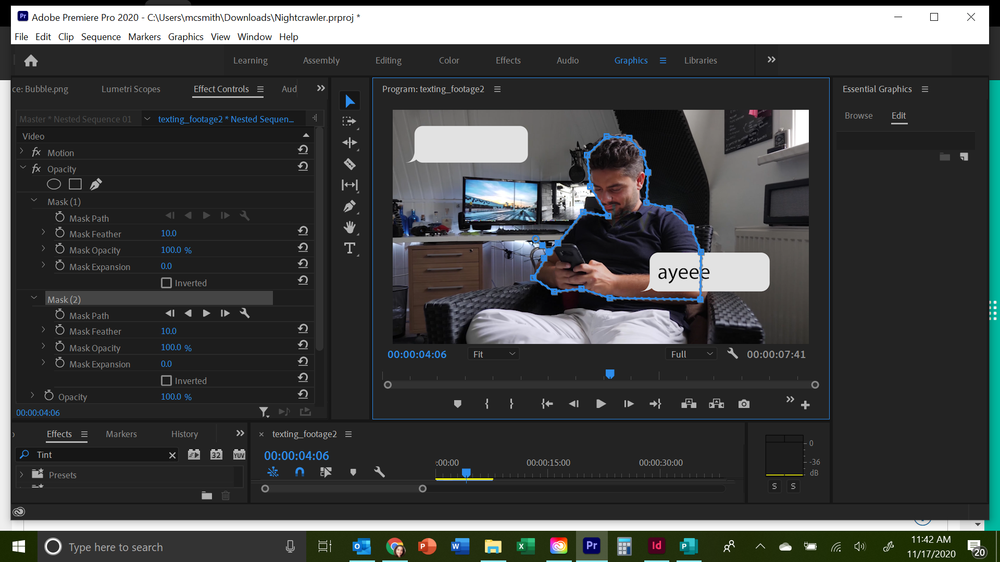 Adobe Premiere Pro 2020 - C:\Users\mcsmith\Downloads\Nightcrawler.prproj *
File Edit Clip Sequence Markers Graphics View Window Help
Learning Assembly Editing Color Effects Audio Graphics Libraries
ce: Bubble.png Lumetri Scopes Effect Controls Aud
Program: texting_footage2
Essential Graphics
Browse Edit
Master * Nested Sequence 01 texting_footage2 * Nested Sequen...
Video
fx Motion
fx Opacity
Mask (1)
Mask Path
Mask Feather 10.0
Mask Opacity 100.0 %
Mask Expansion 0.0
Inverted
Mask (2)
Mask Path
Mask Feather 10.0
Mask Opacity 100.0 %
Mask Expansion 0.0
Inverted
Opacity 100.0 %
00:00:04:06
ayeee
00:00:04:06 Fit Full 00:00:07:41
Effects Markers History
Tint
32 YUV
Presets
texting_footage2
00:00:04:06
:00:00 00:00:15:00 00:00:30:00
0
-36
dB
S S
Type here to search
11:42 AM
11/17/2020
20